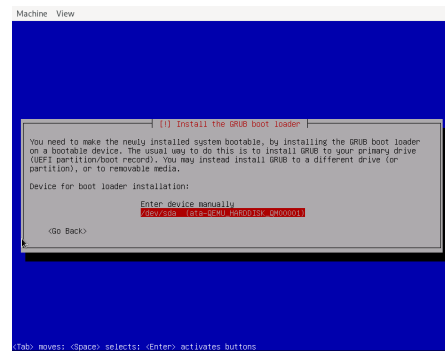 Machine View
[!] Install the GRUB boot loader
You need to make the newly installed system bootable, by installing the GRUB boot loader
on a bootable device. The usual way to do this is to install GRUB to your primary drive
(UEFI partition/boot record). You may instead install GRUB to a different drive (or
partition), or to removable media.
Device for boot loader installation:
Enter device manually
/dev/sda (ata-QEMU_HARDDISK_QM00001)
<Go Back>
<Tab> moves; <Space> selects; <Enter> activates buttons